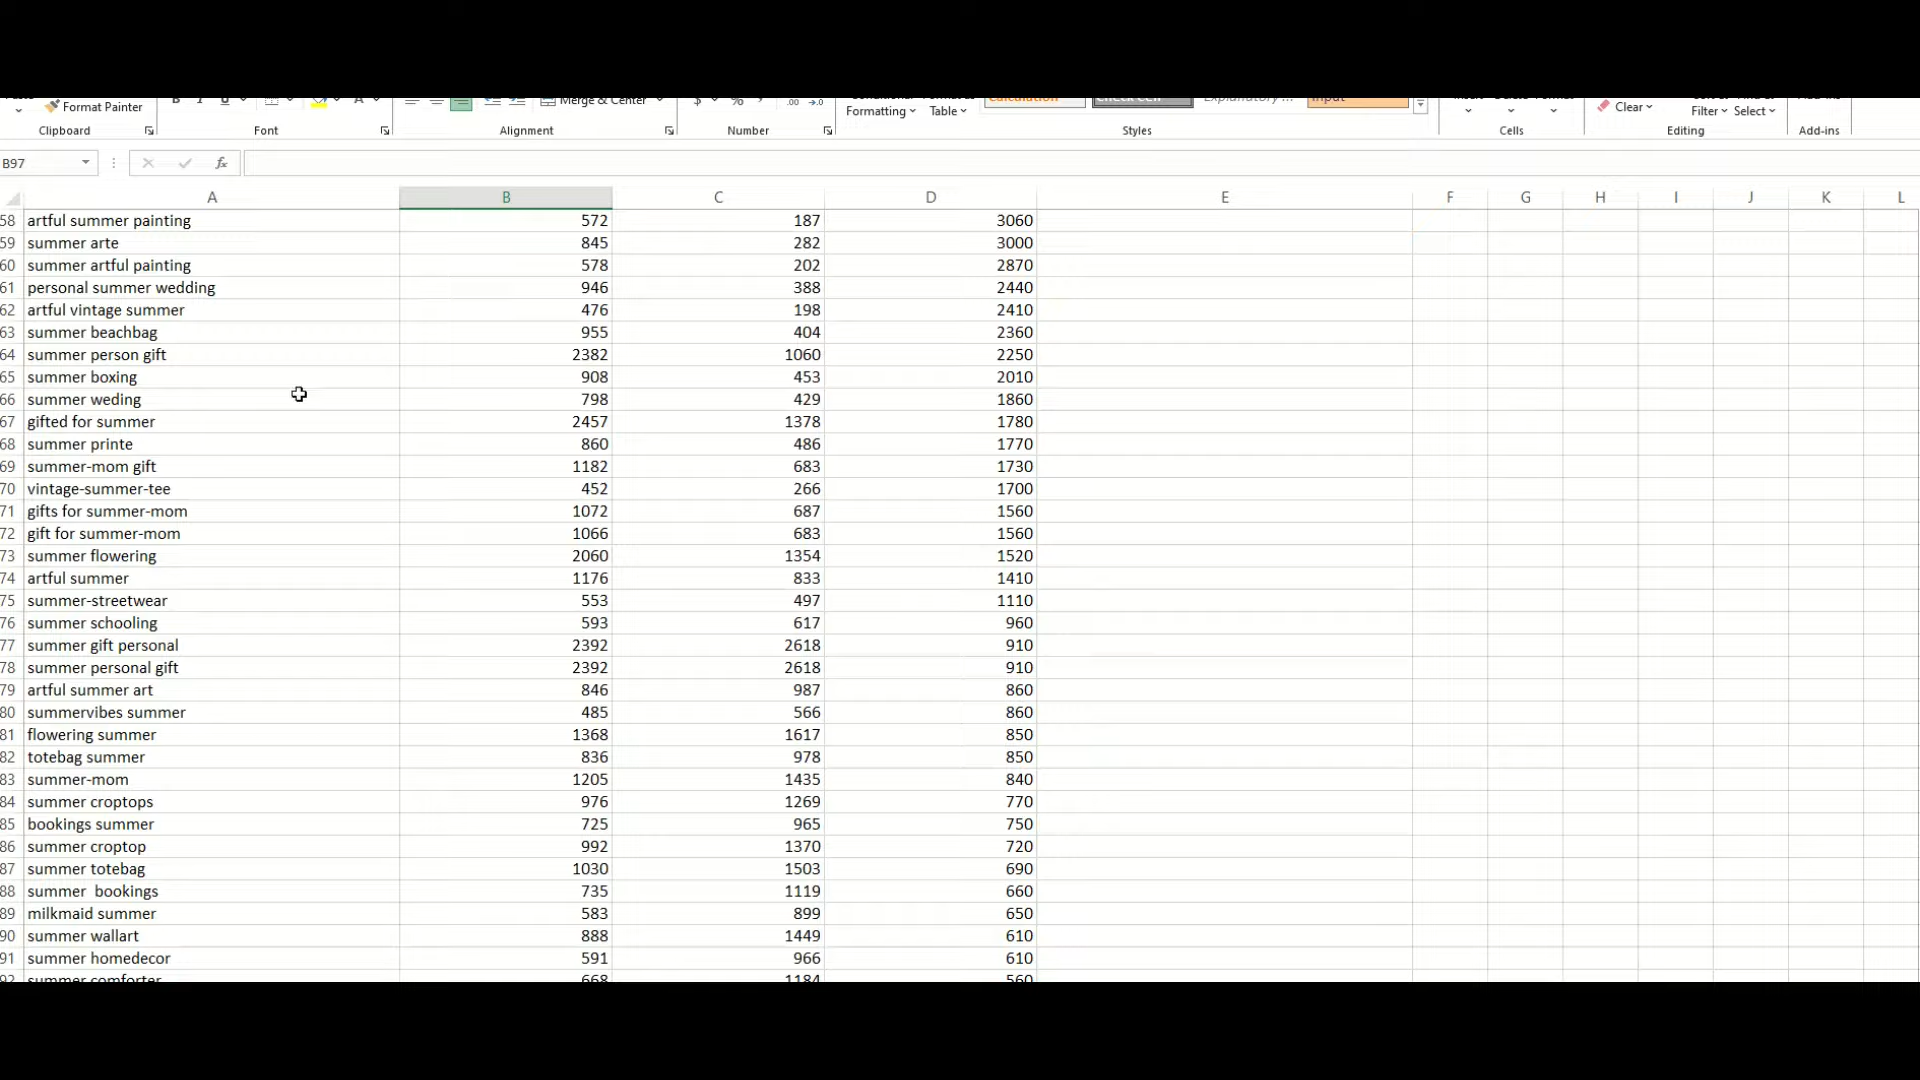 Format Painter
Merge & Center
$ %
Calculation Check Cell Explanatory ... Input
Formatting Table
Clear
Filter Select
Clipboard Font Alignment Number Styles Cells Editing Add-ins
B97 fx
A B C D E F G H I J K L
58 artful summer painting 572 187 3060
59 summer arte 845 282 3000
60 summer artful painting 578 202 2870
61 personal summer wedding 946 388 2440
62 artful vintage summer 476 198 2410
63 summer beachbag 955 404 2360
64 summer person gift 2382 1060 2250
65 summer boxing 908 453 2010
66 summer weding 798 429 1860
67 gifted for summer 2457 1378 1780
68 summer printe 860 486 1770
69 summer-mom gift 1182 683 1730
70 vintage-summer-tee 452 266 1700
71 gifts for summer-mom 1072 687 1560
72 gift for summer-mom 1066 683 1560
73 summer flowering 2060 1354 1520
74 artful summer 1176 833 1410
75 summer-streetwear 553 497 1110
76 summer schooling 593 617 960
77 summer gift personal 2392 2618 910
78 summer personal gift 2392 2618 910
79 artful summer art 846 987 860
80 summervibes summer 485 566 860
81 flowering summer 1368 1617 850
82 totebag summer 836 978 850
83 summer-mom 1205 1435 840
84 summer croptops 976 1269 770
85 bookings summer 725 965 750
86 summer croptop 992 1370 720
87 summer totebag 1030 1503 690
88 summer  bookings 735 1119 660
89 milkmaid summer 583 899 650
90 summer wallart 888 1449 610
91 summer homedecor 591 966 610
92 summer comforter 668 1184 560